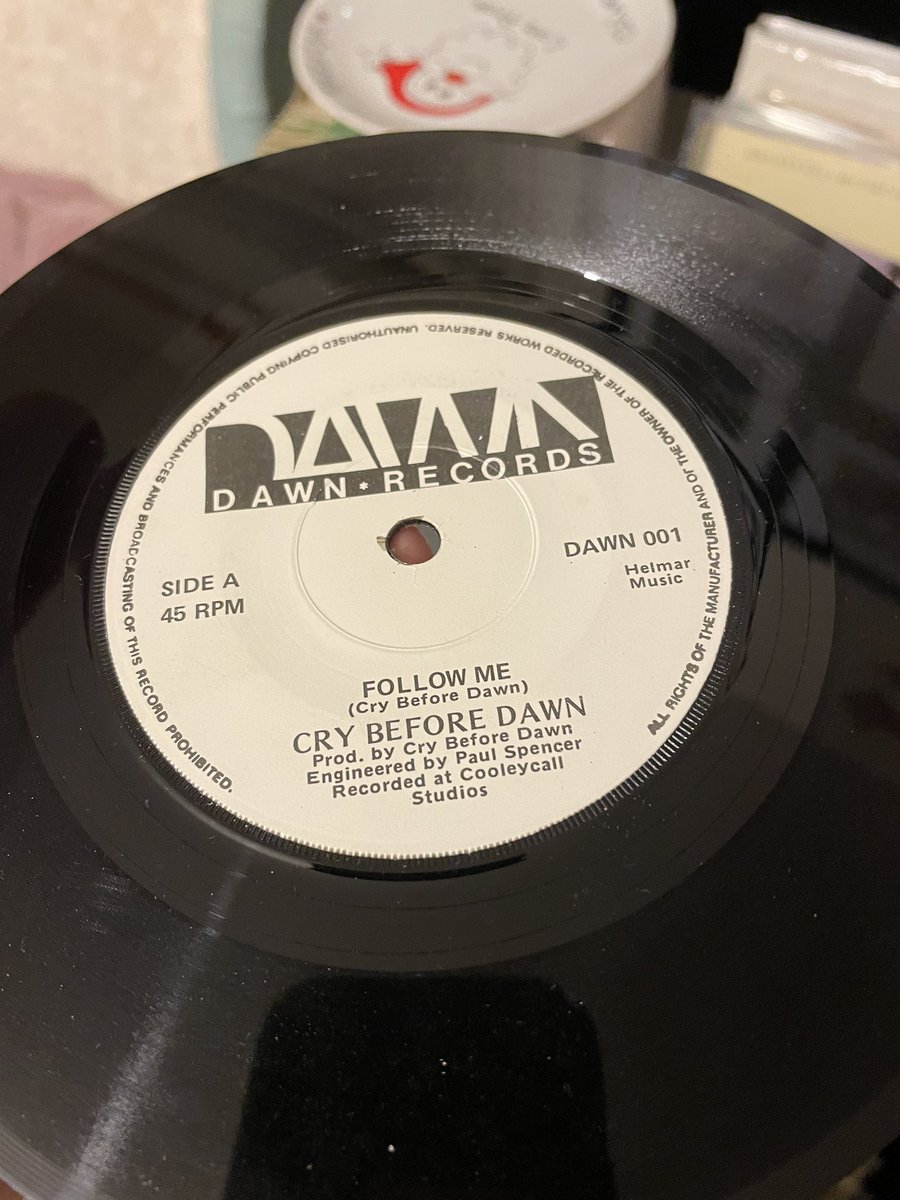 DAWN
DAWN * RECORDS
SIDE A
45 RPM
DAWN 001
Helmar
Music
FOLLOW ME
(Cry Before Dawn)
CRY BEFORE DAWN
Prod. by Cry Before Dawn
Engineered by Paul Spencer
Recorded at Cooleycall
Studios
ALL RIGHTS OF THE MANUFACTURER AND OF THE OWNER OF THE RECORDED WORKS RESERVED. UNAUTHORISED COPYING PUBLIC PERFORMANCES AND BROADCASTING OF THIS RECORD PROHIBITED.